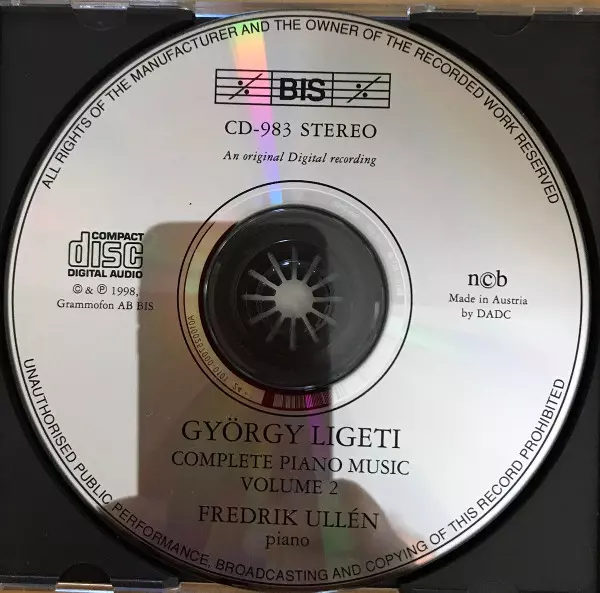 ALL RIGHTS OF THE MANUFACTURER AND THE OWNER OF THE RECORDED WORK RESERVED
BIS
CD-983 STEREO
An original Digital recording
COMPACT
disc
DIGITAL AUDIO
© & ℗ 1998,
Grammofon AB BIS
n©b
Made in Austria
by DADC
GYÖRGY LIGETI
COMPLETE PIANO MUSIC
VOLUME 2
FREDRIK ULLÉN
piano
UNAUTHORISED PUBLIC PERFORMANCE, BROADCASTING AND COPYING OF THIS RECORD PROHIBITED